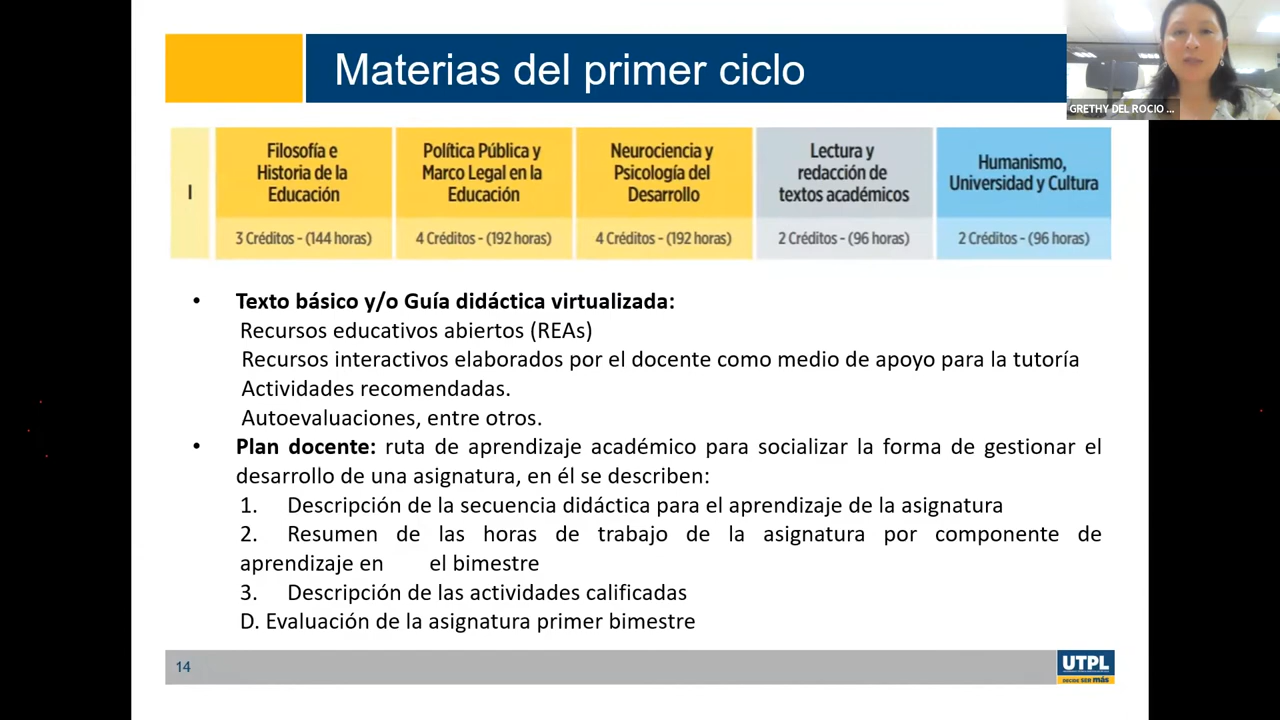 Materias del primer ciclo
GRETHY DEL ROCIO ...
I
Filosofía e
Historia de la
Educación
3 Créditos - (144 horas)
Política Pública y
Marco Legal en la
Educación
4 Créditos - (192 horas)
Neurociencia y
Psicología del
Desarrollo
4 Créditos - (192 horas)
Lectura y
redacción de
textos académicos
2 Créditos - (96 horas)
Humanismo,
Universidad y Cultura
2 Créditos - (96 horas)
• Texto básico y/o Guía didáctica virtualizada:
Recursos educativos abiertos (REAs)
Recursos interactivos elaborados por el docente como medio de apoyo para la tutoría
Actividades recomendadas.
Autoevaluaciones, entre otros.
• Plan docente: ruta de aprendizaje académico para socializar la forma de gestionar el
desarrollo de una asignatura, en él se describen:
1. Descripción de la secuencia didáctica para el aprendizaje de la asignatura
2. Resumen de las horas de trabajo de la asignatura por componente de
aprendizaje en el bimestre
3. Descripción de las actividades calificadas
D. Evaluación de la asignatura primer bimestre
14
UTPL
DECIDE SER más